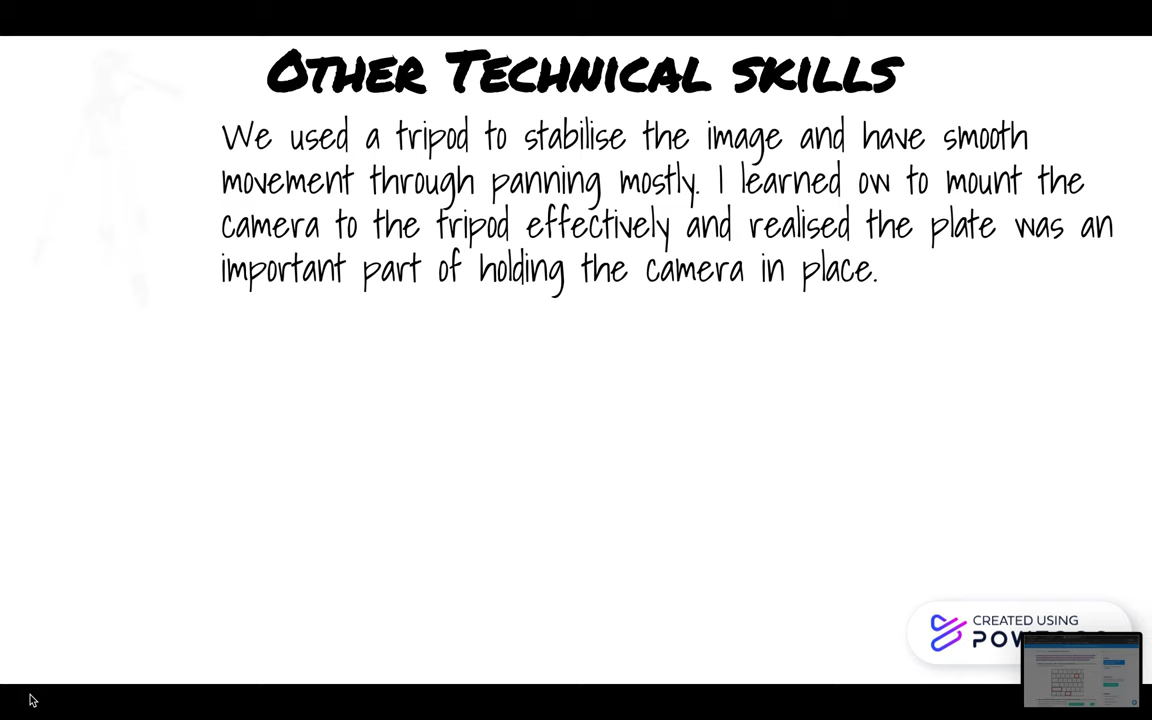 Other Technical skills
We used a tripod to stabilise the image and have smooth
movement through panning mostly. I learned ow to mount the
camera to the tripod effectively and realised the plate was an
important part of holding the camera in place.
CREATED USING